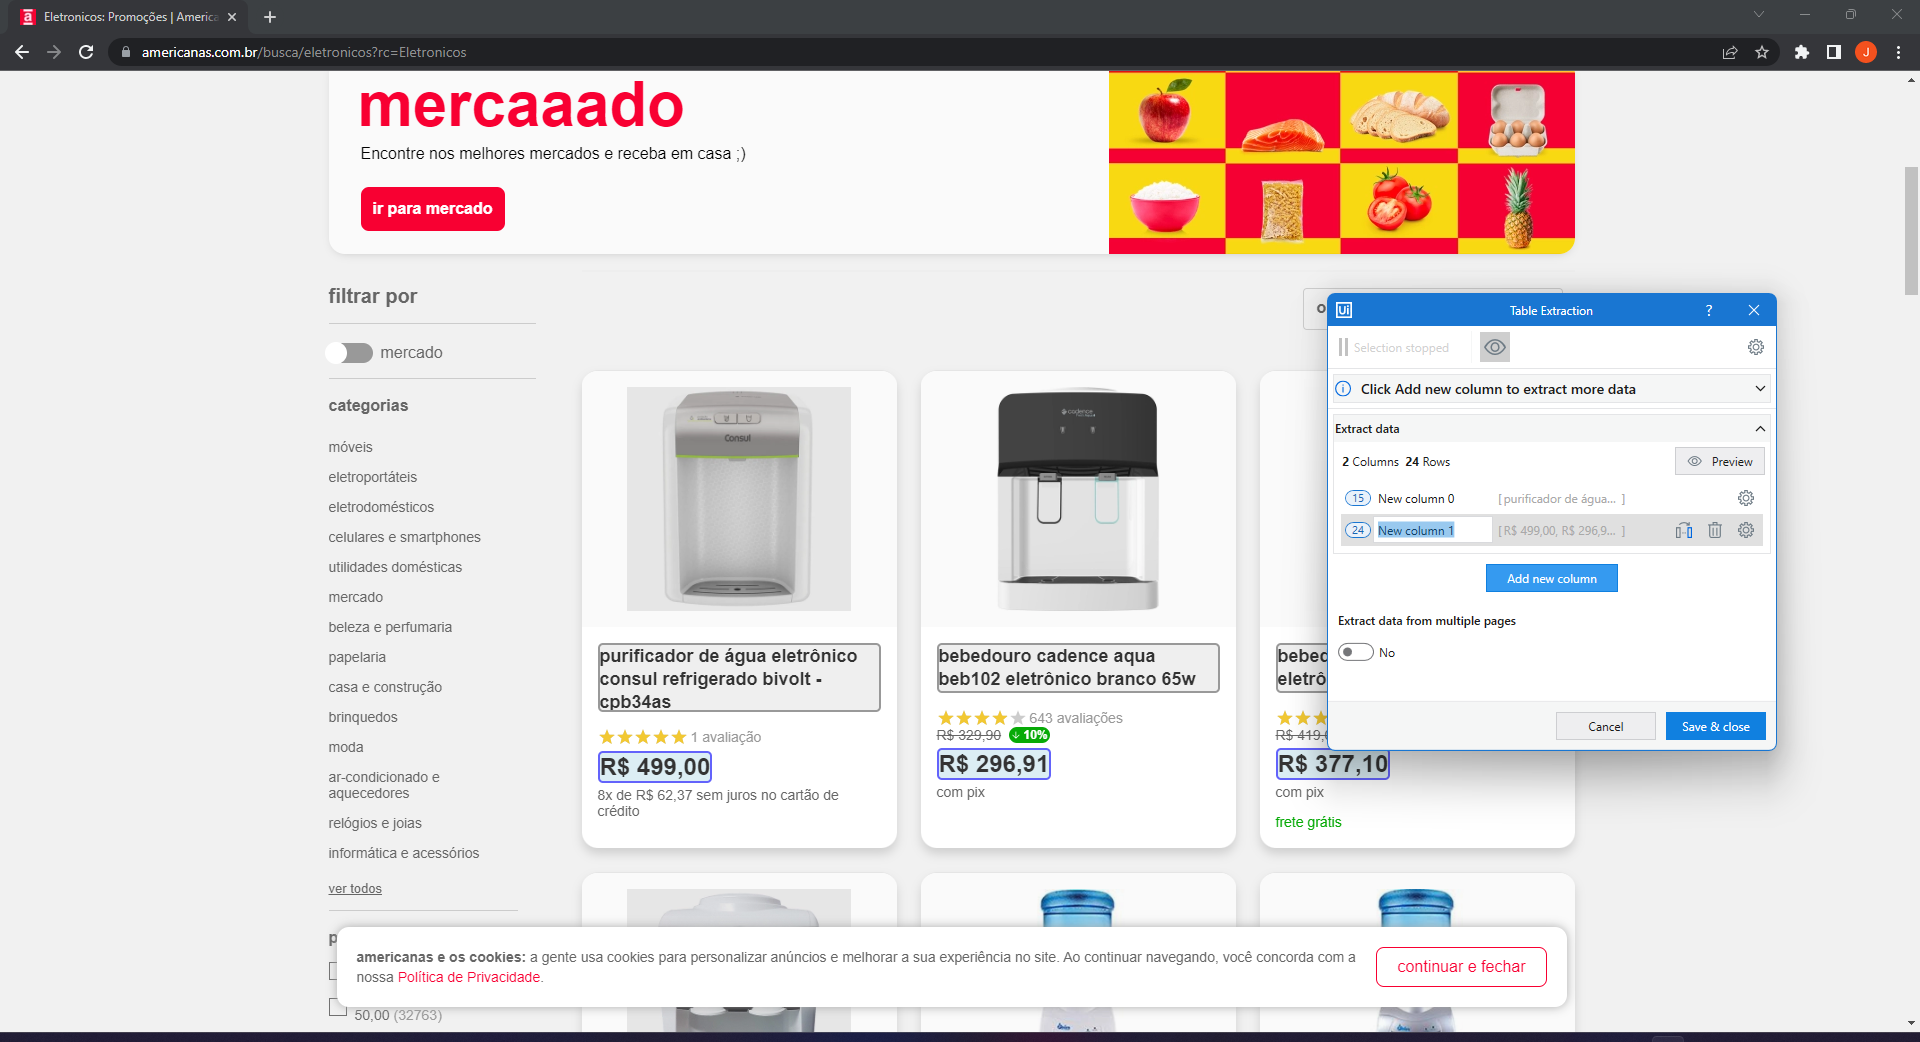 Eletronicos: Promoções | America
americanas.com.br/busca/eletronicos?rc=Eletronicos
J
mercaaado
Encontre nos melhores mercados e receba em casa ;)
ir para mercado
filtrar por
mercado
categorias
móveis
eletroportáteis
eletrodomésticos
celulares e smartphones
utilidades domésticas
mercado
beleza e perfumaria
papelaria
casa e construção
brinquedos
moda
ar-condicionado e
aquecedores
relógios e joias
informática e acessórios
ver todos
p
50,00 (32763)
Consul
cadence
purificador de água eletrônico
consul refrigerado bivolt -
cpb34as
1 avaliação
R$ 499,00
8x de R$ 62,37 sem juros no cartão de
crédito
bebedouro cadence aqua
beb102 eletrônico branco 65w
643 avaliações
R$ 329,90 10%
R$ 296,91
com pix
o
bebed
eletrô
R$ 419,0
R$ 377,10
com pix
frete grátis
Ui Table Extraction ?
Selection stopped
Click Add new column to extract more data
Extract data
2 Columns 24 Rows
Preview
15 New column 0 [ purificador de água... ]
24 New column 1 [ R$ 499,00, R$ 296,9... ]
Add new column
Extract data from multiple pages
No
Cancel
Save & close
americanas e os cookies: a gente usa cookies para personalizar anúncios e melhorar a sua experiência no site. Ao continuar navegando, você concorda com a
nossa Política de Privacidade.
continuar e fechar